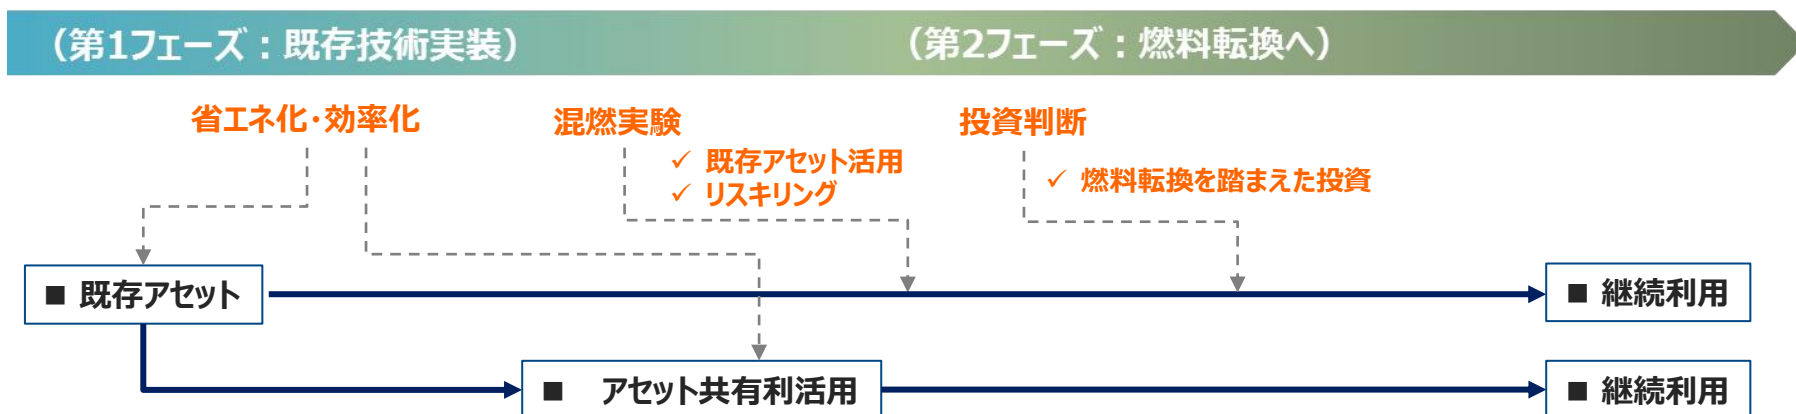 （第1フェーズ：既存技術実装）
（第2フェーズ：燃料転換へ）
省エネ化・効率化
混燃実験
✓ 既存アセット活用
✓ リスキリング
投資判断
✓ 燃料転換を踏まえた投資
■ 既存アセット
■ 継続利用
■ アセット共有利活用
■ 継続利用